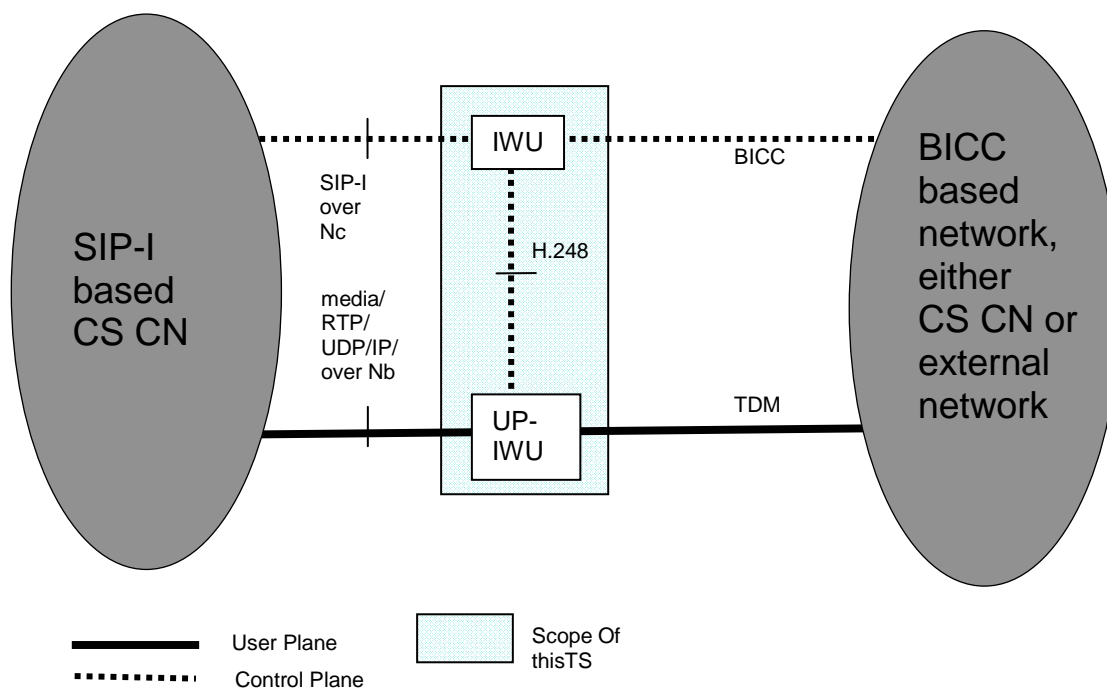 SIP-I
based
CS CN
SIP-I
over
Nc
media/
RTP/
UDP/IP/
over Nb
IWU
H.248
UP-
IWU
BICC
TDM
BICC
based
network,
either
CS CN or
external
network
User Plane
Control Plane
Scope Of
thisTS